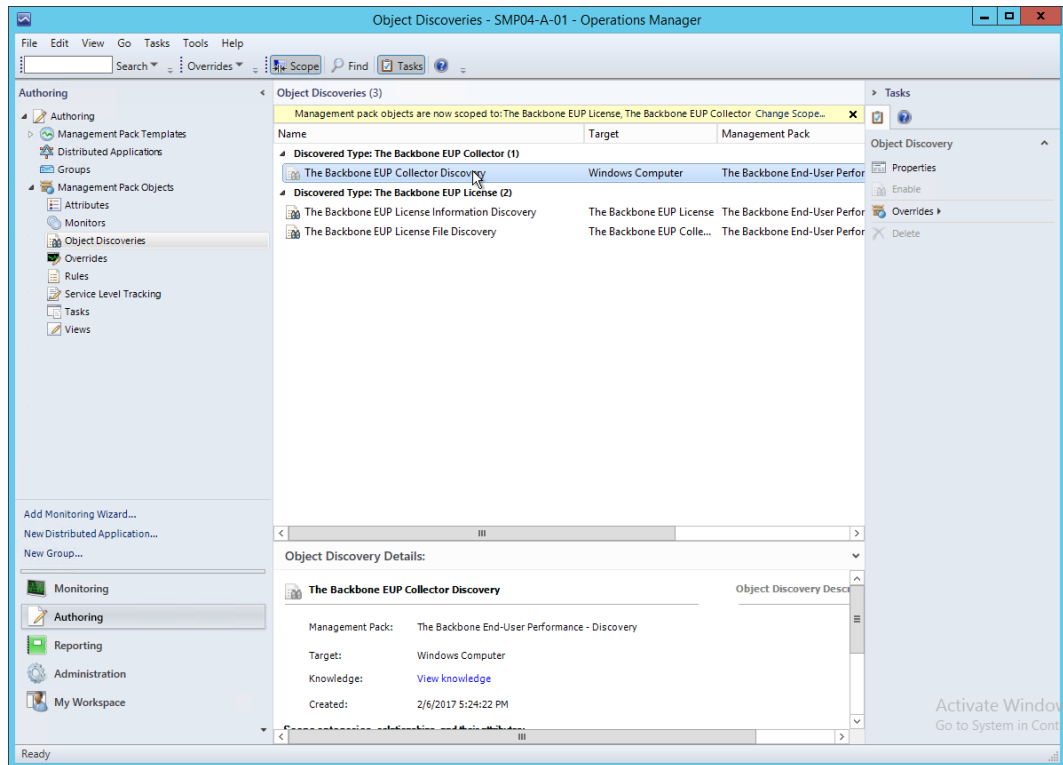 Object Discoveries - SMP04-A-01 - Operations Manager
File Edit View Go Tasks Tools Help
Search Overrides Scope Find Tasks
Authoring
Authoring
Management Pack Templates
Distributed Applications
Groups
Management Pack Objects
Attributes
Monitors
Object Discoveries
Overrides
Rules
Service Level Tracking
Tasks
Views
Add Monitoring Wizard...
New Distributed Application...
New Group...
Monitoring
Authoring
Reporting
Administration
My Workspace
Object Discoveries (3)
Management pack objects are now scoped to: The Backbone EUP License, The Backbone EUP Collector Change Scope...
Name Target Management Pack
Discovered Type: The Backbone EUP Collector (1)
The Backbone EUP Collector Discovery Windows Computer The Backbone End-User Perfor
Discovered Type: The Backbone EUP License (2)
The Backbone EUP License Information Discovery The Backbone EUP License The Backbone End-User Perfor
The Backbone EUP License File Discovery The Backbone EUP Colle... The Backbone End-User Perfor
Object Discovery Details:
The Backbone EUP Collector Discovery Object Discovery Descr
Management Pack: The Backbone End-User Performance - Discovery
Target: Windows Computer
Knowledge: View knowledge
Created: 2/6/2017 5:24:22 PM
Tasks
Object Discovery
Properties
Enable
Overrides
Delete
Activate Window
Go to System in Cont
Ready